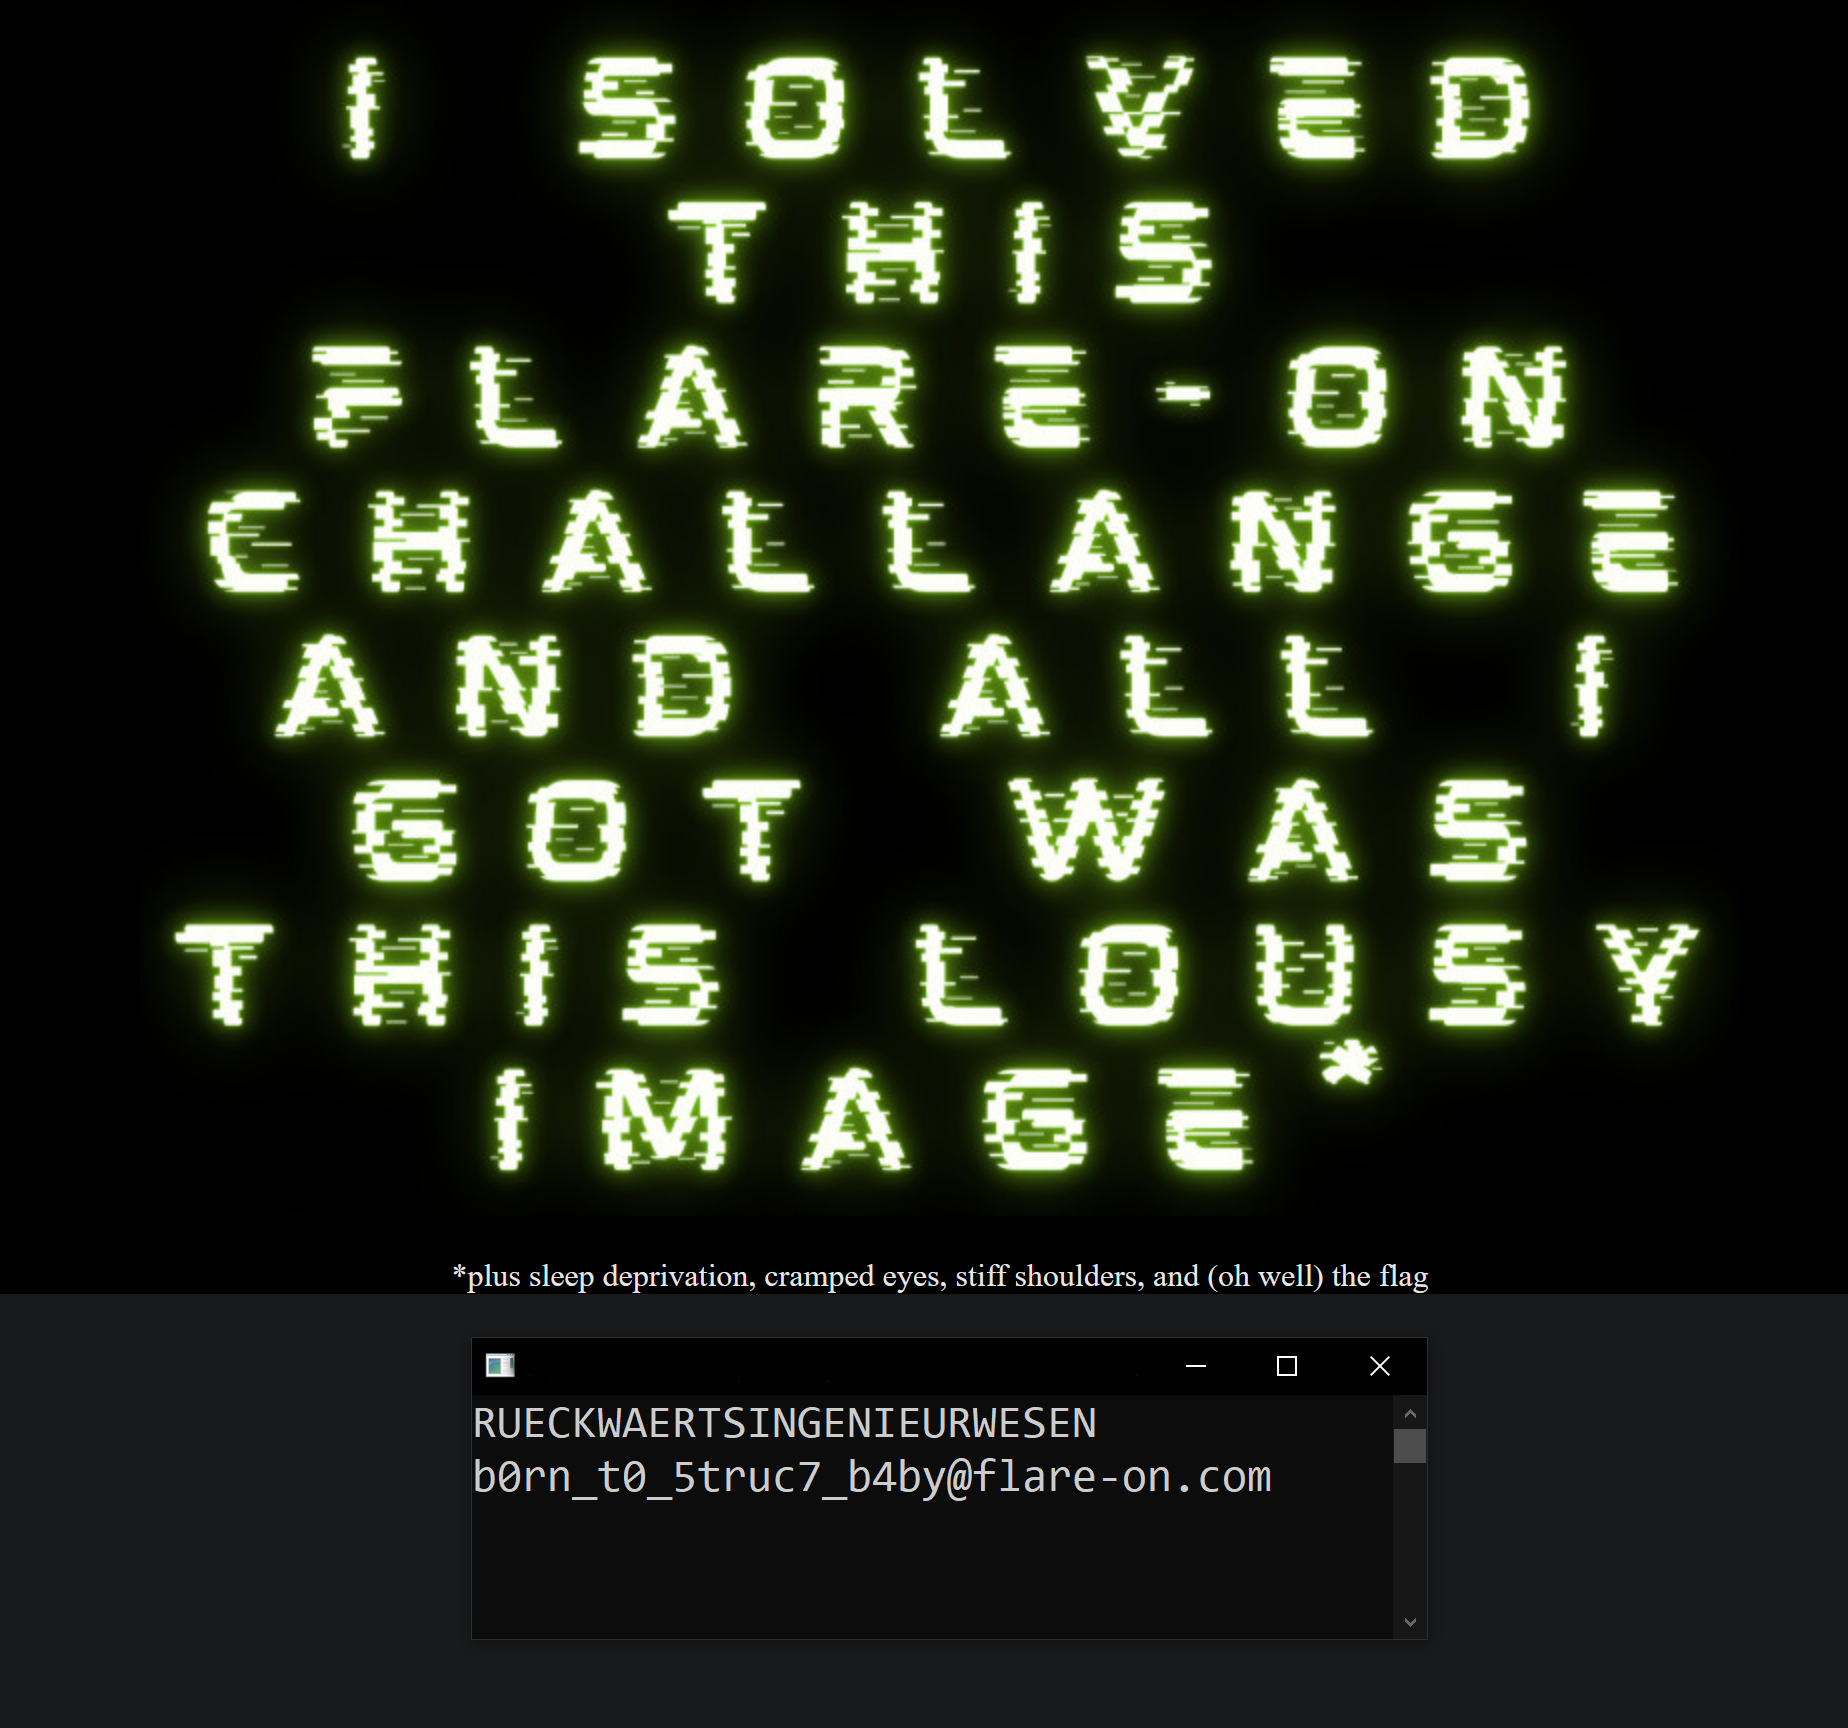 I SOLVED
THIS
FLARE-ON
CHALLANGE
AND ALL I
GOT WAS
THIS LOUSY
IMAGE*
*plus sleep deprivation, cramped eyes, stiff shoulders, and (oh well) the flag
RUECKWAERTSINGENIEURWESEN
b0rn_t0_5truc7_b4by@flare-on.com